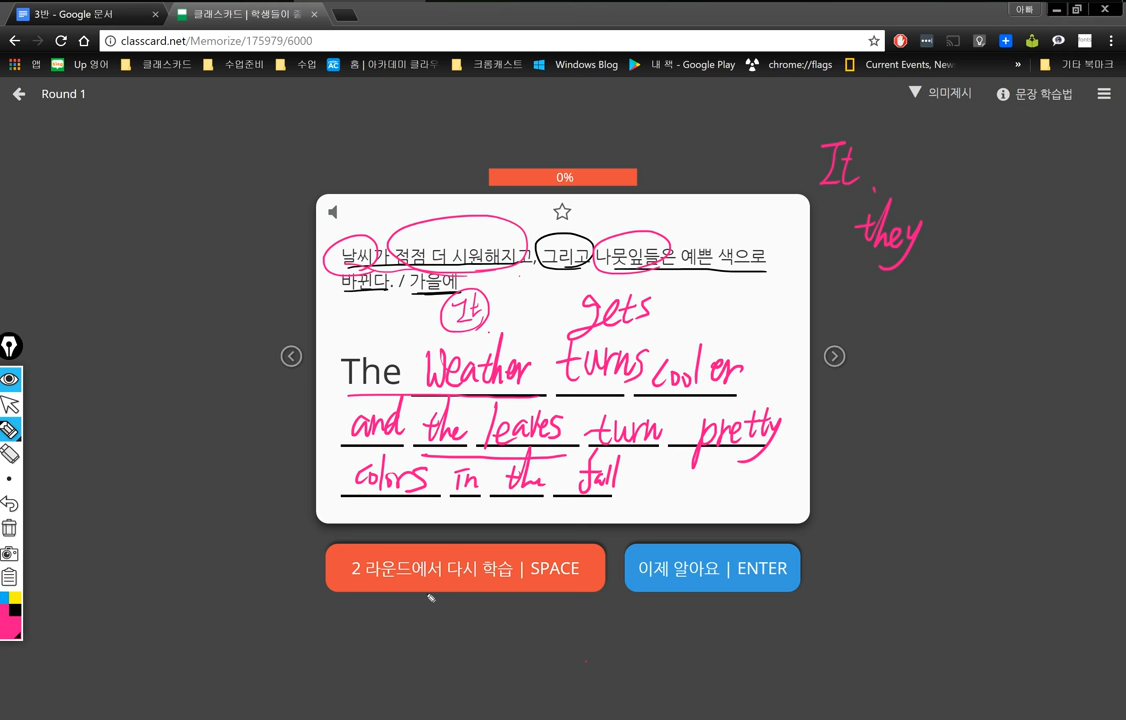 3반 - Google 문서
클래스카드 | 학생들이 좋
아빠
classcard.net/Memorize/175979/6000
앱 Up 영어 클래스카드 수업준비 수업 홈 | 아카데미 클라우 크롬캐스트 Windows Blog 내 책 - Google Play chrome://flags Current Events, New » 기타 북마크
Round 1
의미제시 문장 학습법
It.
they
0%
날씨가 점점 더 시원해지고, 그리고 나뭇잎들은 예쁜 색으로
바뀐다. / 가을에
It gets
The Weather turns cooler
and the leaves turn pretty
colors in the fall
2 라운드에서 다시 학습 | SPACE
이제 알아요 | ENTER